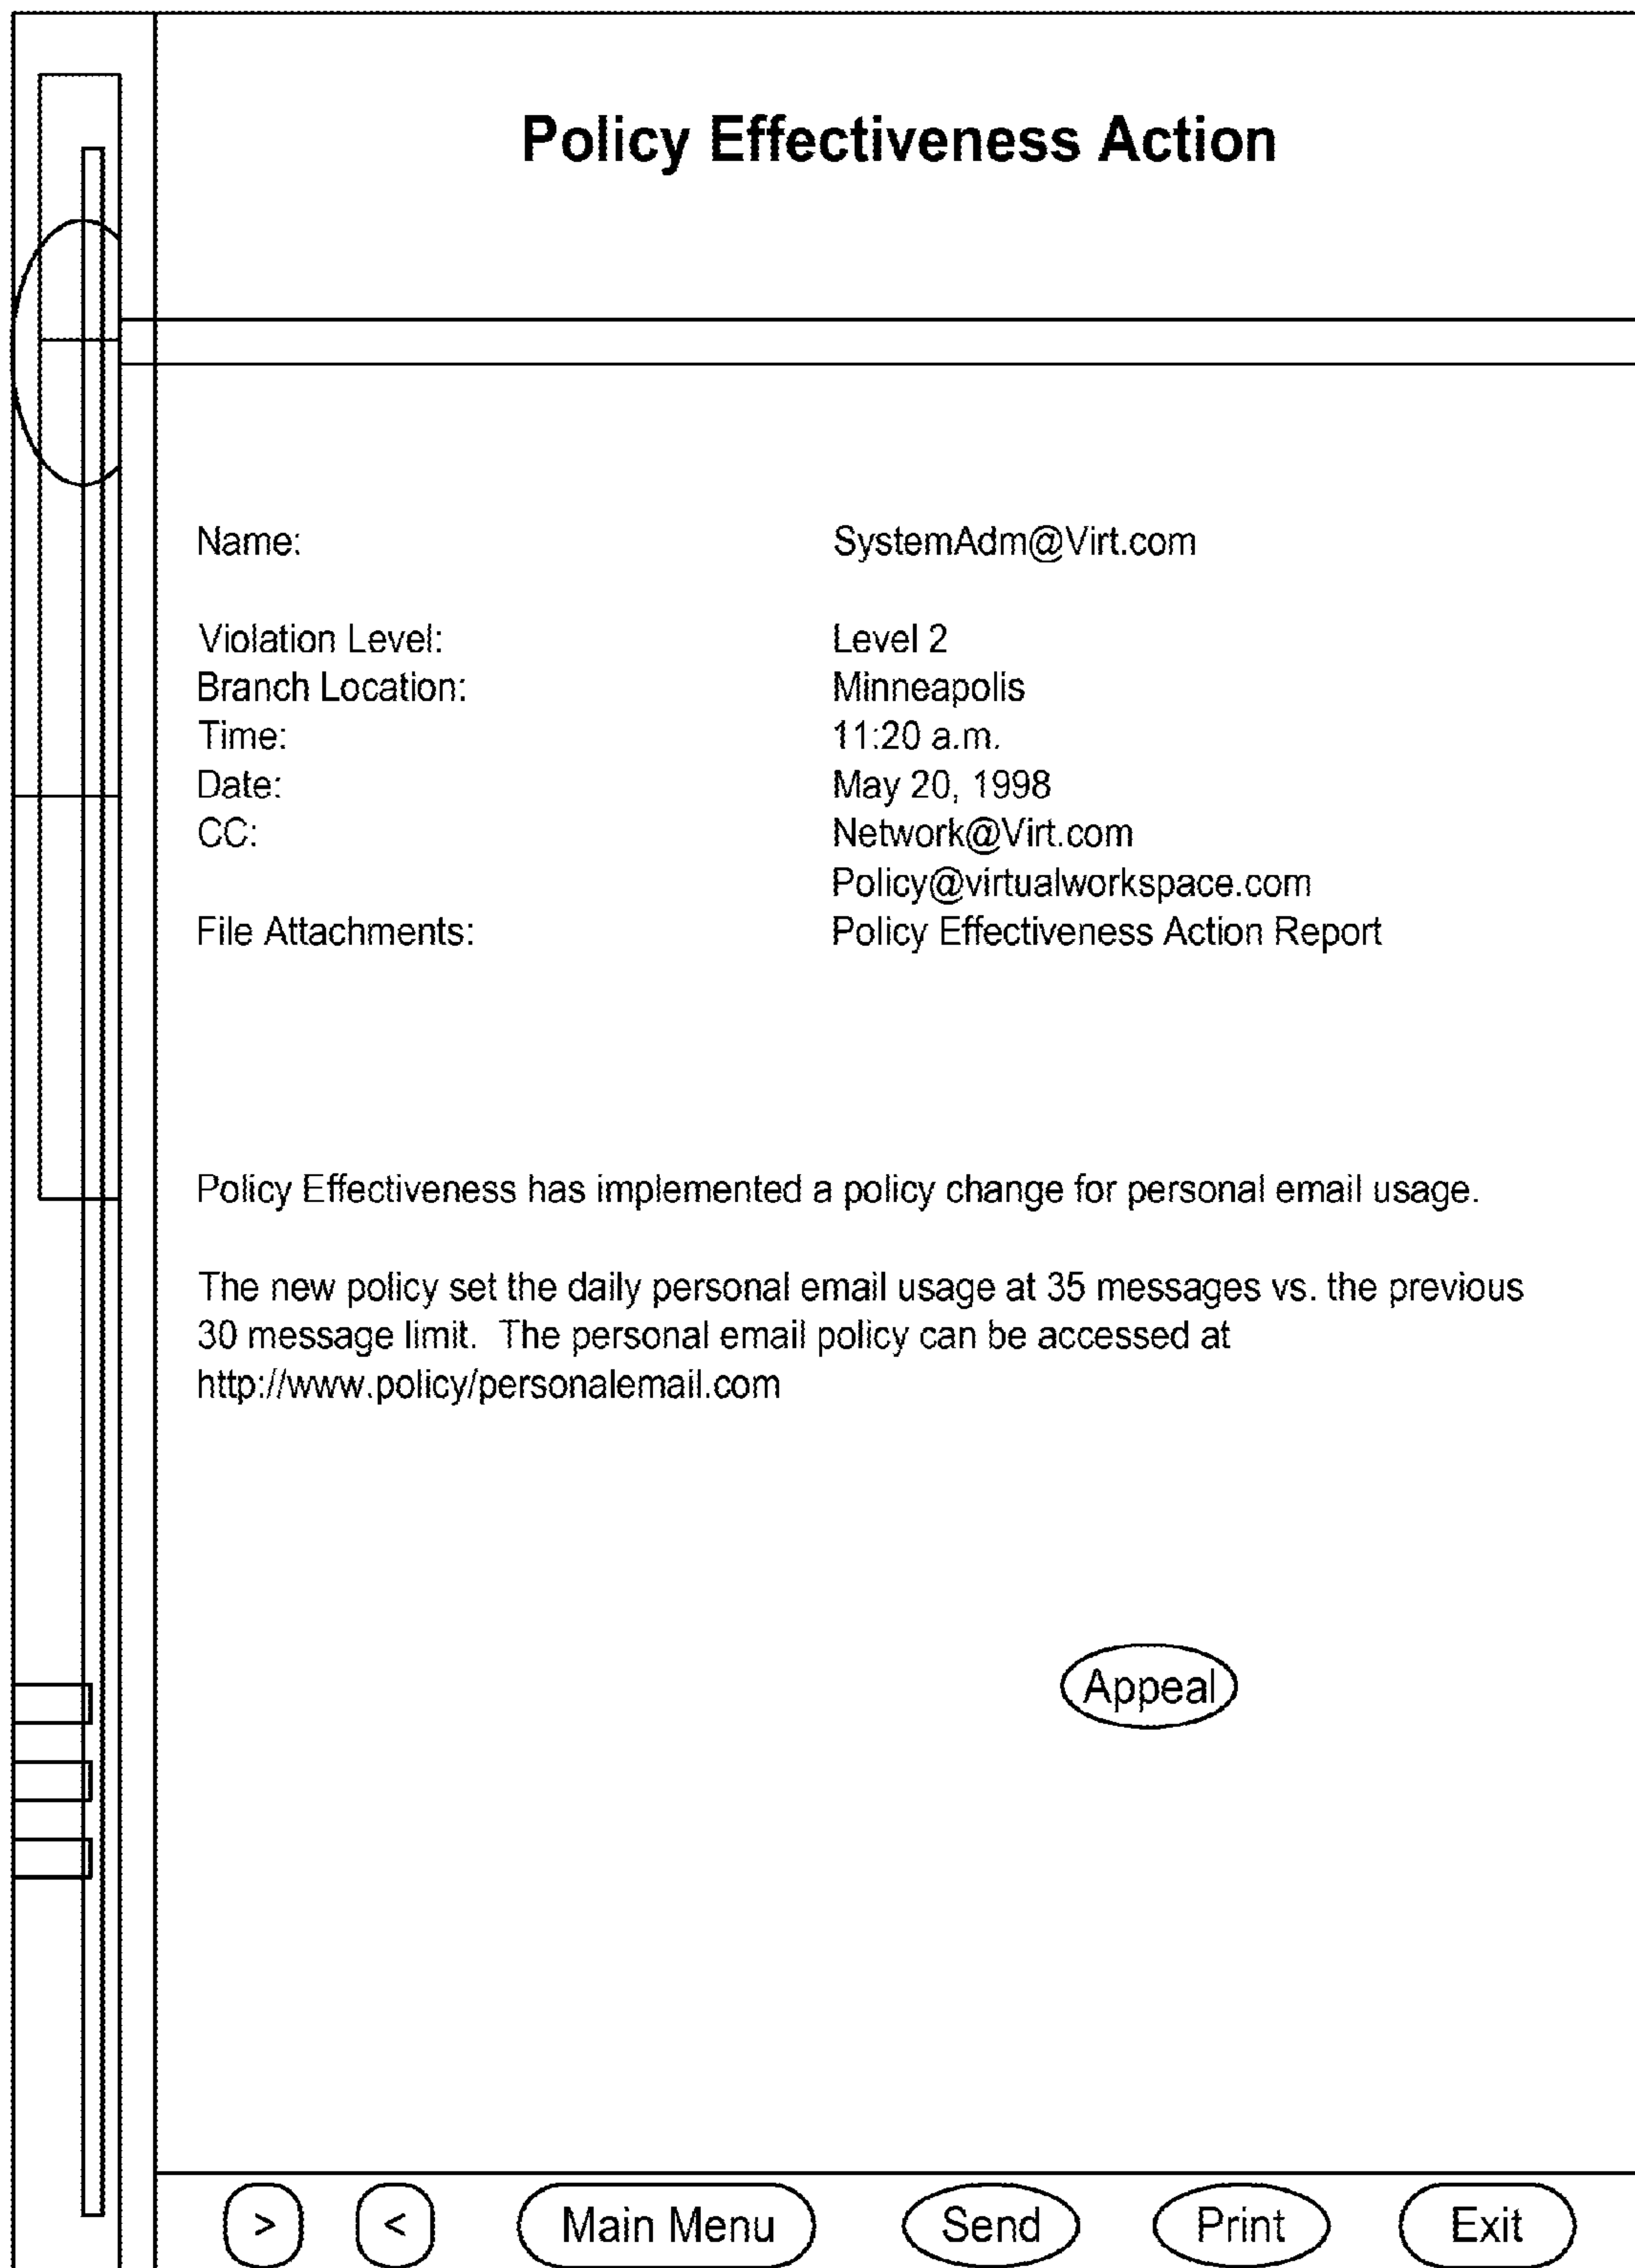 Policy Effectiveness Action
Name: SystemAdm@Virt.com
Violation Level: Level 2
Branch Location: Minneapolis
Time: 11:20 a.m.
Date: May 20, 1998
CC: Network@Virt.com
Policy@virtualworkspace.com
File Attachments: Policy Effectiveness Action Report
Policy Effectiveness has implemented a policy change for personal email usage.
The new policy set the daily personal email usage at 35 messages vs. the previous
30 message limit.  The personal email policy can be accessed at
http://www.policy/personalemail.com
Appeal
> < Main Menu Send Print Exit